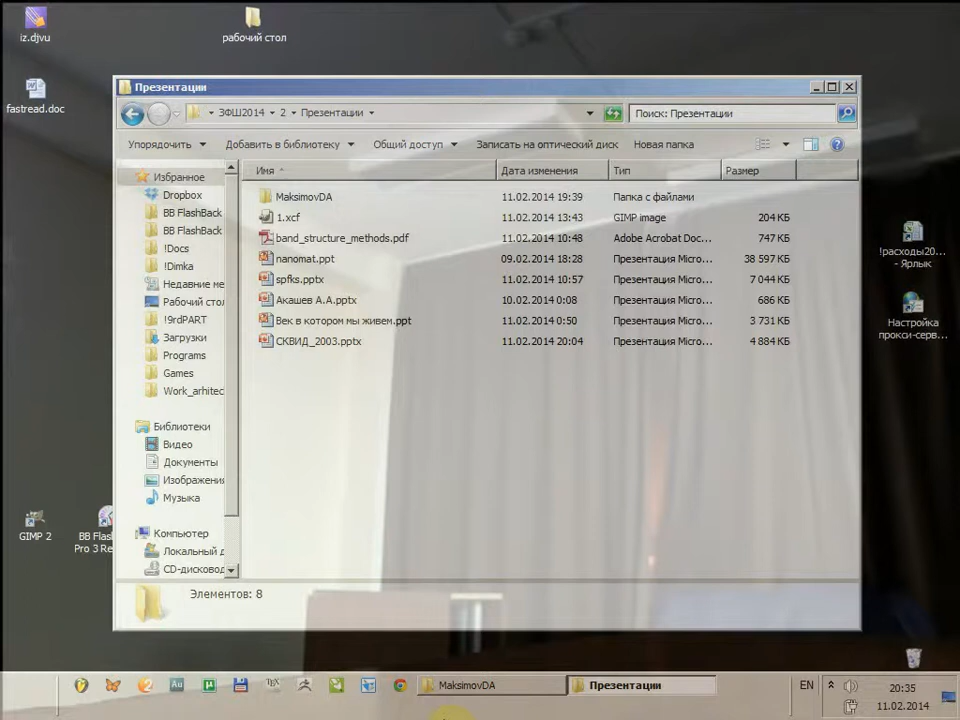 iz.djvu
рабочий стол
fastread.doc
Презентации
ЗФШ2014 2 Презентации
Поиск: Презентации
Упорядочить Добавить в библиотеку Общий доступ Записать на оптический диск Новая папка
Имя Дата изменения Тип Размер
MaksimovDA 11.02.2014 19:39 Папка с файлами
1.xcf 11.02.2014 13:43 GIMP image 204 КБ
band_structure_methods.pdf 11.02.2014 10:48 Adobe Acrobat Doc... 747 КБ
nanomat.ppt 09.02.2014 18:28 Презентация Micro... 38 597 КБ
spfks.pptx 11.02.2014 10:57 Презентация Micro... 7 044 КБ
Акашев А.А.pptx 10.02.2014 0:08 Презентация Micro... 686 КБ
Век в котором мы живем.ppt 11.02.2014 0:50 Презентация Micro... 3 731 КБ
СКВИД_2003.pptx 11.02.2014 20:04 Презентация Micro... 4 884 КБ
Избранное
Dropbox
BB FlashBack
BB FlashBack
!Docs
!Dimka
Недавние ме
Рабочий стол
!9rdPART
Загрузки
Programs
Games
Work_arhitec
Библиотеки
Видео
Документы
Изображения
Музыка
Компьютер
Локальный д
CD-дисковод
Элементов: 8
!расходы20...
- Ярлык
Настройка
прокси-серв...
GIMP 2
BB Flas
Pro 3 Re
MaksimovDA
Презентации
EN
20:35
11.02.2014